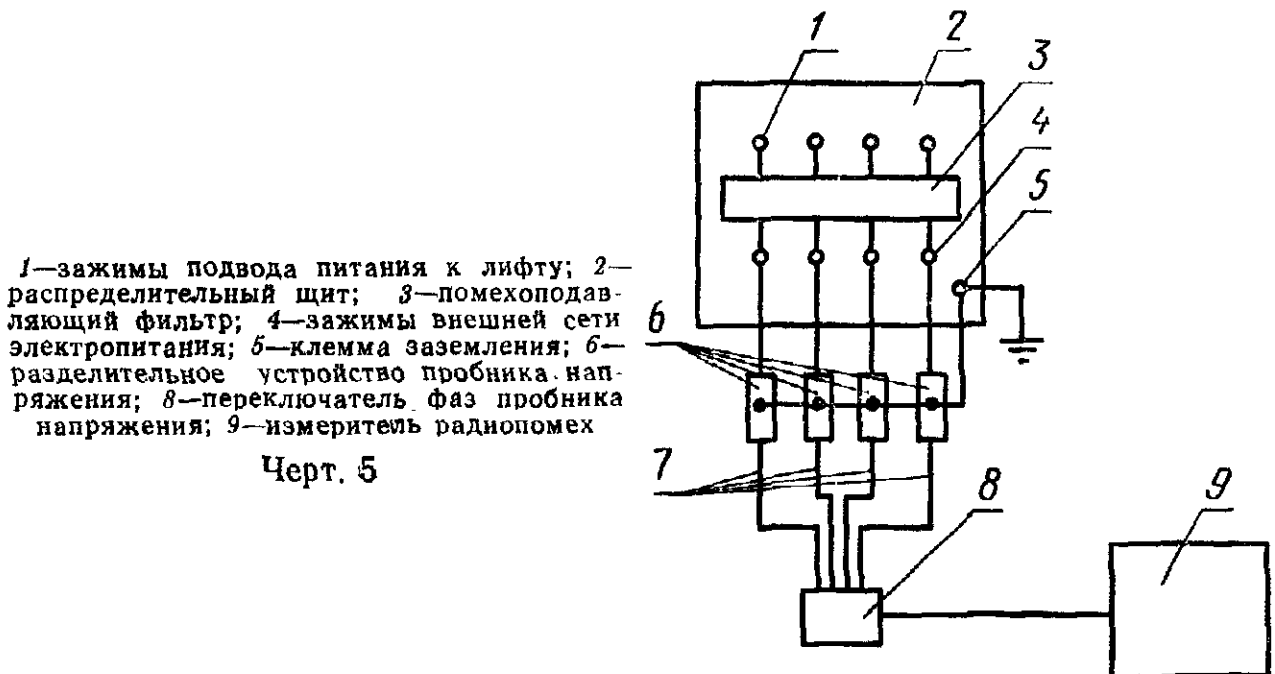 1
2
3
4
5
1—зажимы подвода питания к лифту; 2—
распределительный щит; 3—помехоподав-
ляющий фильтр; 4—зажимы внешней сети
электропитания; 5—клемма заземления; 6—
разделительное устройство пробника нап-
ряжения; 8—переключатель фаз пробника
напряжения; 9—измеритель радиопомех
Черт. 5
6
7
8
9